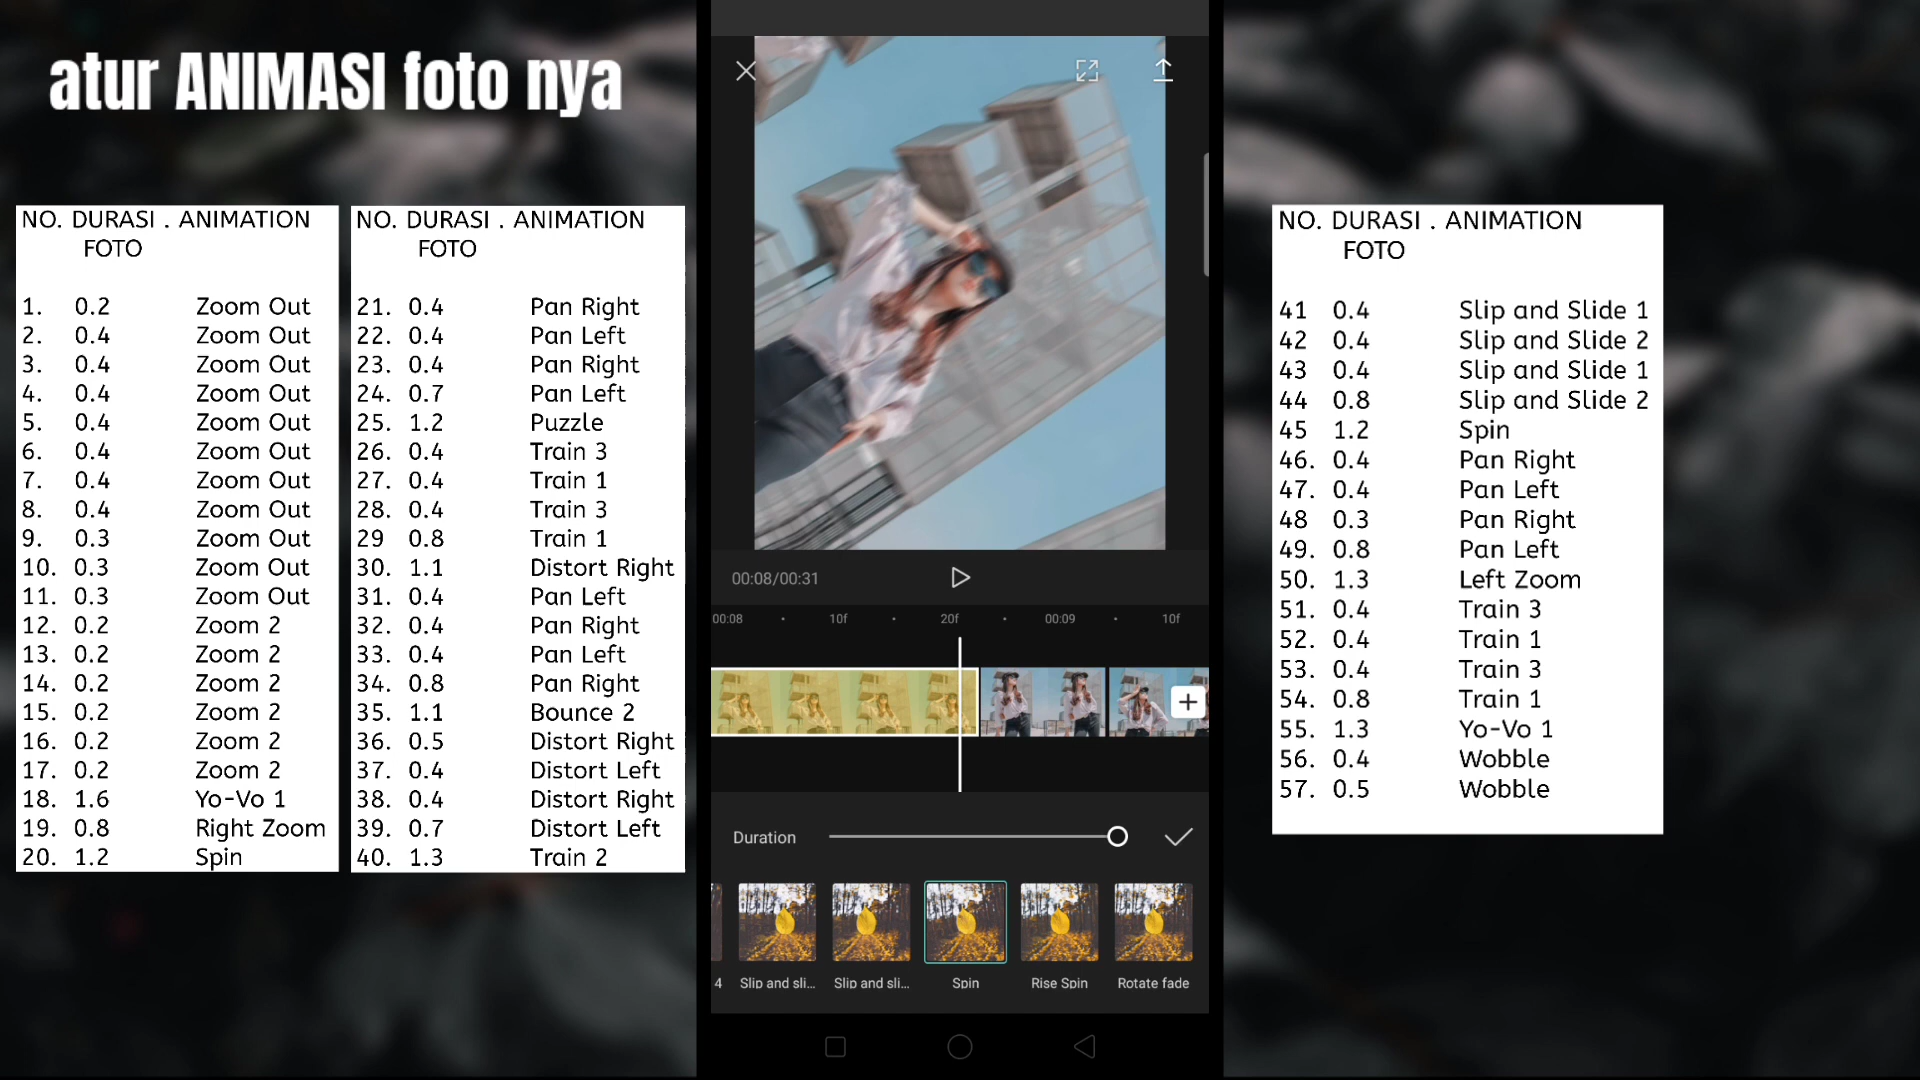 atur ANIMASI foto nya
NO. DURASI . ANIMATION
FOTO
1. 0.2 Zoom Out
2. 0.4 Zoom Out
3. 0.4 Zoom Out
4. 0.4 Zoom Out
5. 0.4 Zoom Out
6. 0.4 Zoom Out
7. 0.4 Zoom Out
8. 0.4 Zoom Out
9. 0.3 Zoom Out
10. 0.3 Zoom Out
11. 0.3 Zoom Out
12. 0.2 Zoom 2
13. 0.2 Zoom 2
14. 0.2 Zoom 2
15. 0.2 Zoom 2
16. 0.2 Zoom 2
17. 0.2 Zoom 2
18. 1.6 Yo-Vo 1
19. 0.8 Right Zoom
20. 1.2 Spin
NO. DURASI . ANIMATION
FOTO
21. 0.4 Pan Right
22. 0.4 Pan Left
23. 0.4 Pan Right
24. 0.7 Pan Left
25. 1.2 Puzzle
26. 0.4 Train 3
27. 0.4 Train 1
28. 0.4 Train 3
29 0.8 Train 1
30. 1.1 Distort Right
31. 0.4 Pan Left
32. 0.4 Pan Right
33. 0.4 Pan Left
34. 0.8 Pan Right
35. 1.1 Bounce 2
36. 0.5 Distort Right
37. 0.4 Distort Left
38. 0.4 Distort Right
39. 0.7 Distort Left
40. 1.3 Train 2
00:08/00:31
00:08 10f 20f 00:09 10f
Duration
4 Slip and sli... Slip and sli... Spin Rise Spin Rotate fade
NO. DURASI . ANIMATION
FOTO
41 0.4 Slip and Slide 1
42 0.4 Slip and Slide 2
43 0.4 Slip and Slide 1
44 0.8 Slip and Slide 2
45 1.2 Spin
46. 0.4 Pan Right
47. 0.4 Pan Left
48 0.3 Pan Right
49. 0.8 Pan Left
50. 1.3 Left Zoom
51. 0.4 Train 3
52. 0.4 Train 1
53. 0.4 Train 3
54. 0.8 Train 1
55. 1.3 Yo-Vo 1
56. 0.4 Wobble
57. 0.5 Wobble